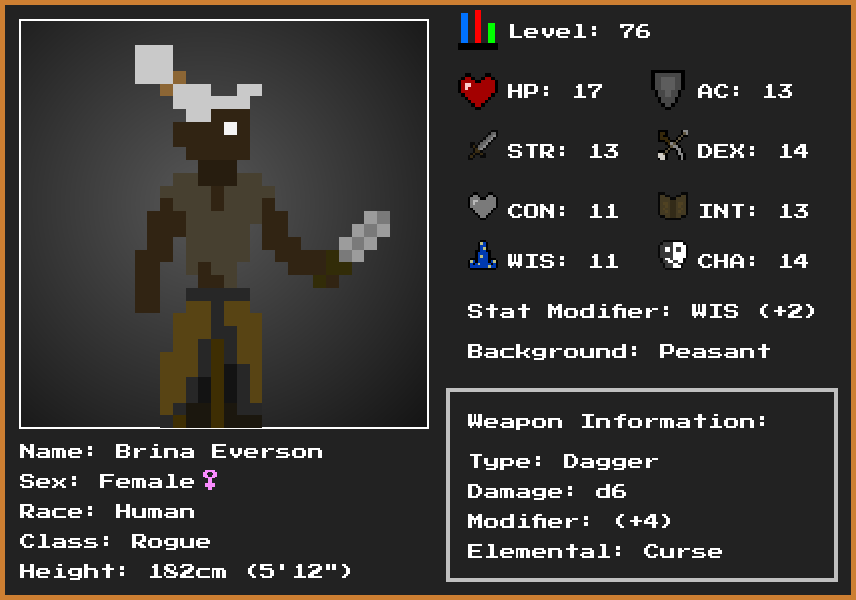 Level: 76
HP: 17
AC: 13
STR: 13
DEX: 14
CON: 11
INT: 13
WIS: 11
CHA: 14
Stat Modifier: WIS (+2)
Background: Peasant
Weapon Information:
Type: Dagger
Damage: d6
Modifier: (+4)
Elemental: Curse
Name: Brina Everson
Sex: Female♀
Race: Human
Class: Rogue
Height: 182cm (5'12")